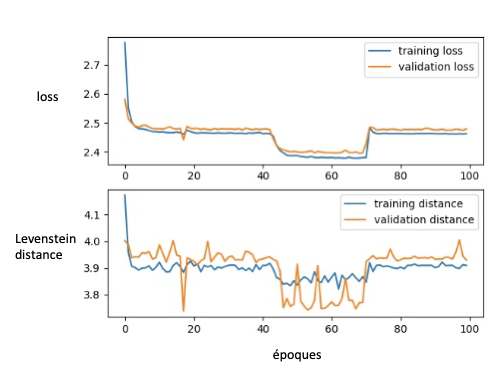 loss
training loss
validation loss
2.7
2.6
2.5
2.4
0
20
40
60
80
100
Levenstein
distance
training distance
validation distance
4.1
4.0
3.9
3.8
0
20
40
60
80
100
époques